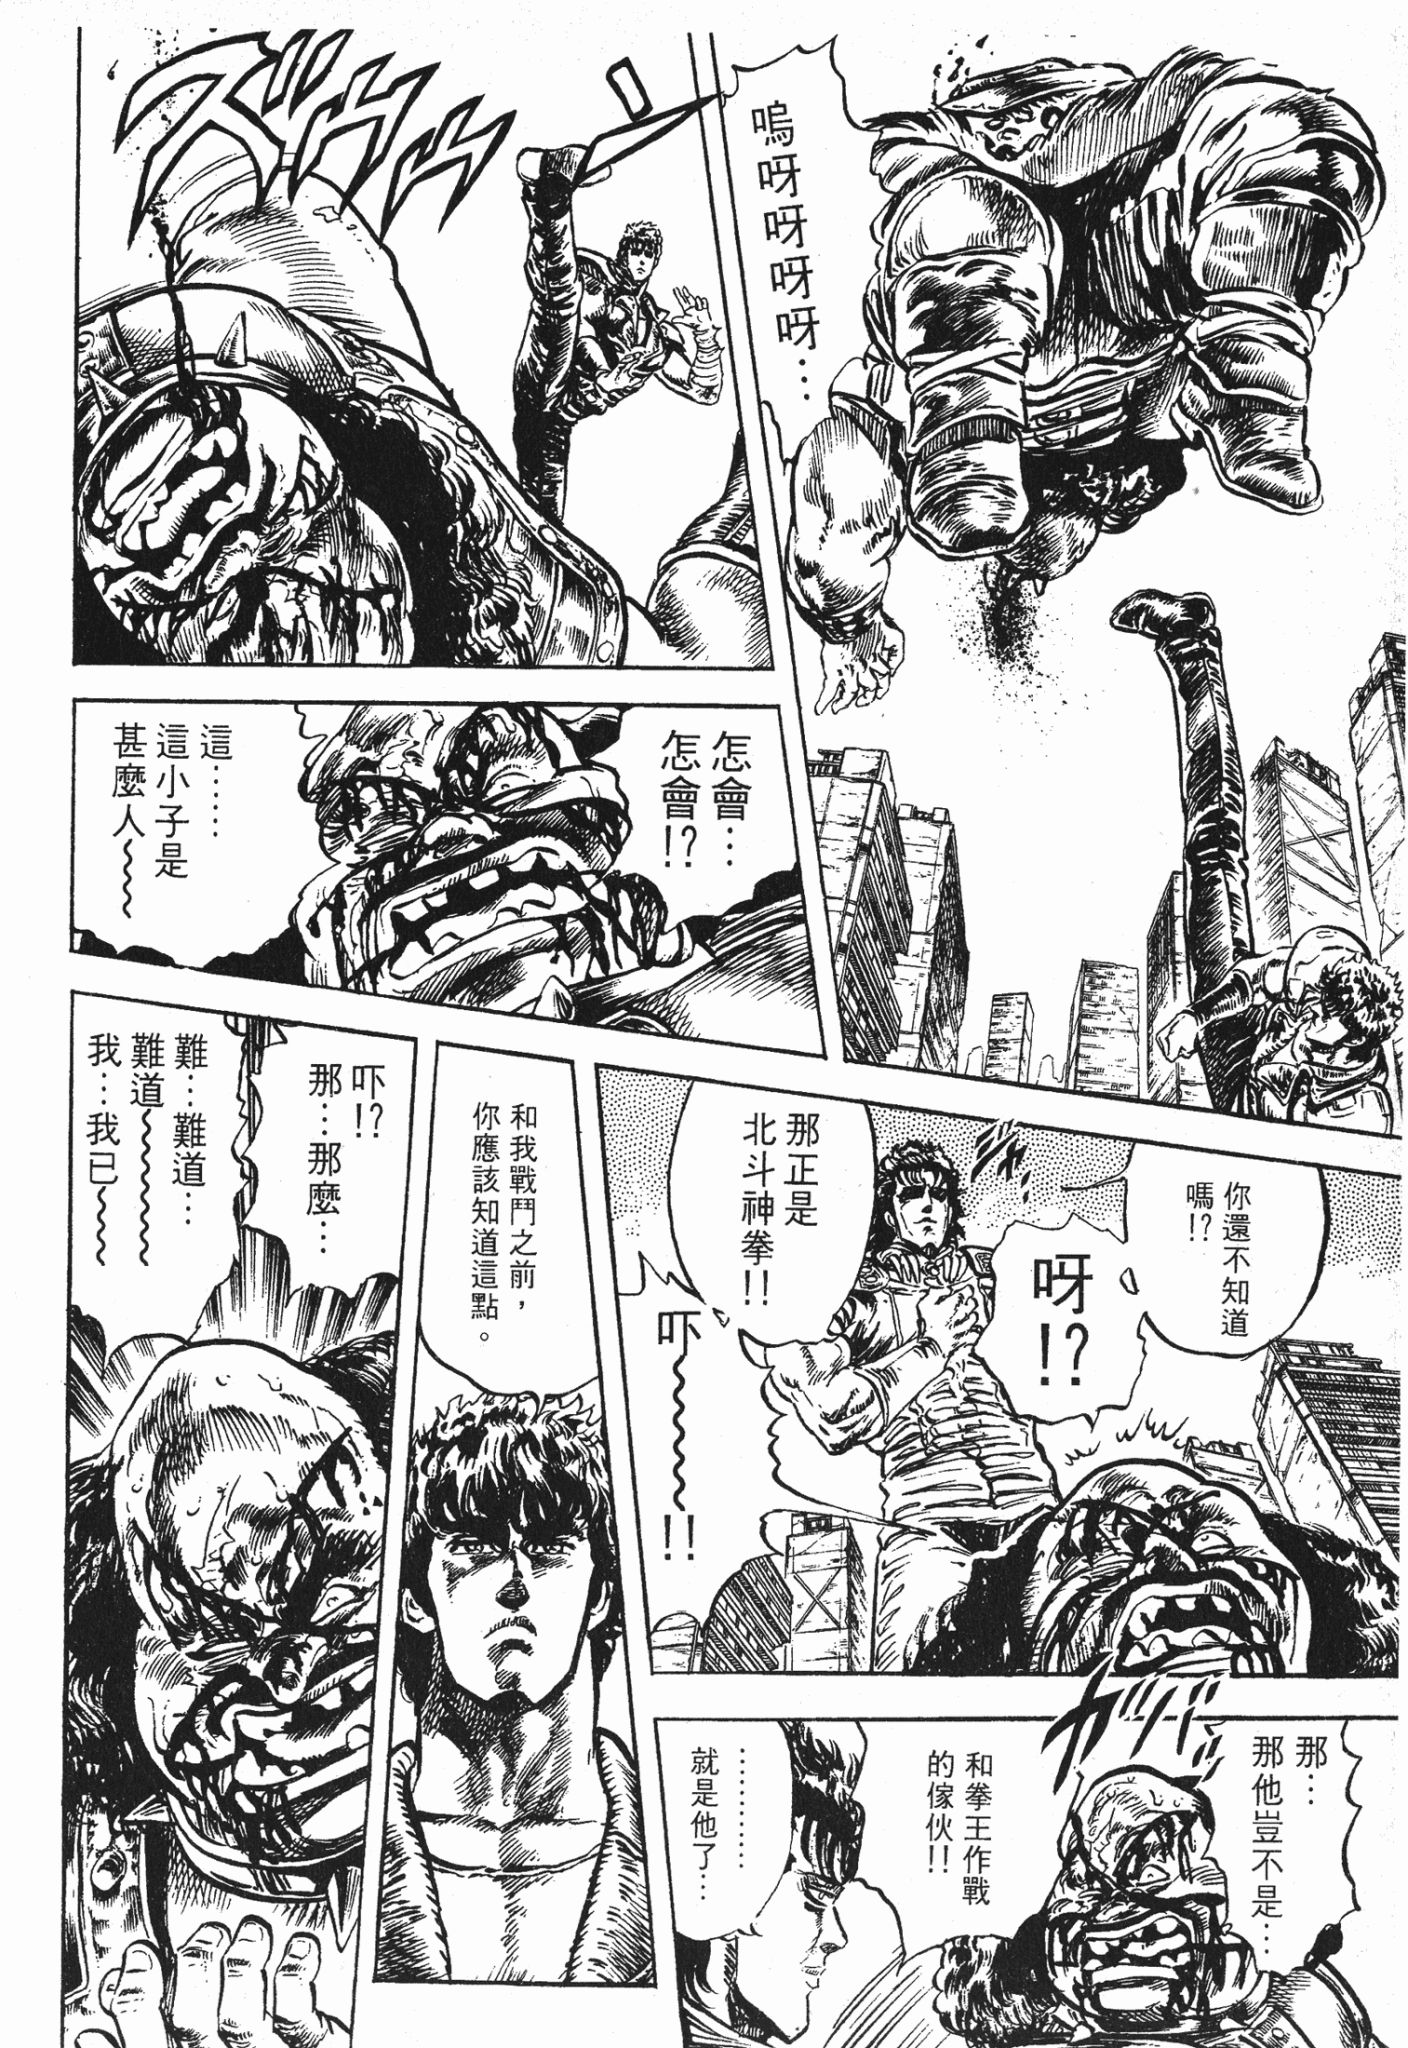 嗚呀呀呀呀…
ズウウウ
怎會…
怎會!?
這……
這小子是
甚麼人～～～
你還不知道
嗎!?
呀!?
那正是
北斗神拳!!
吓～～～!!
那…
那他豈不是…
和拳王作戰
的傢伙!!
…………
就是他了…
和我戰鬥之前，
你應該知道這點。
吓!?
那…那麼…
難…難道…
難道～～～
我…我已～～